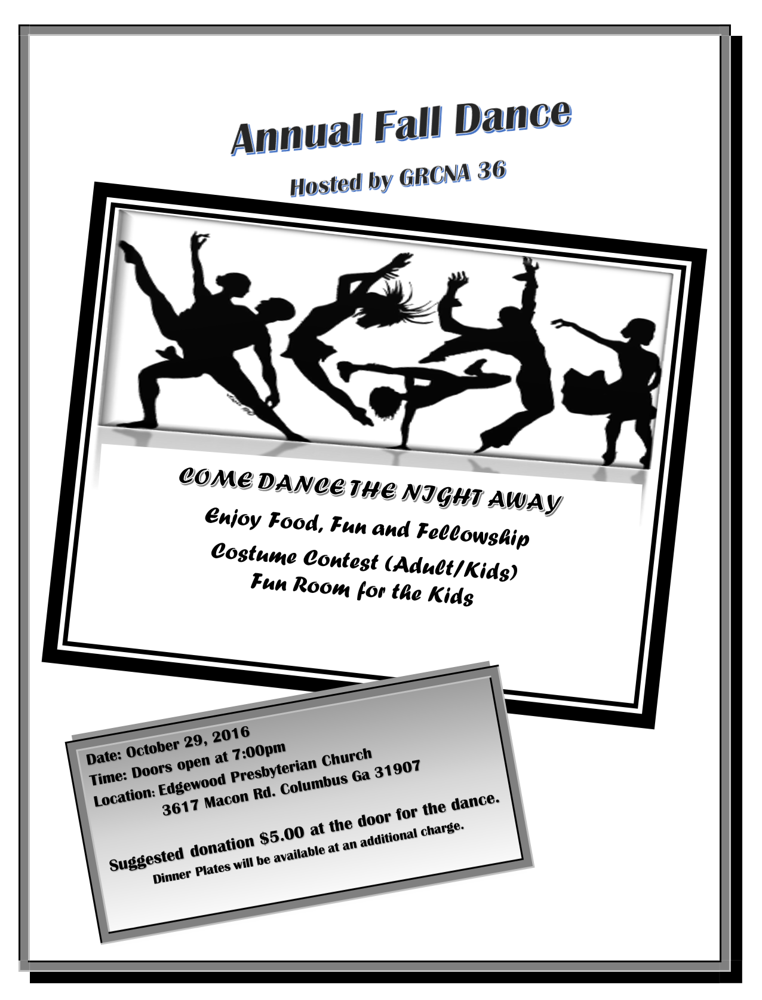 Annual Fall Dance
Hosted by GRCNA 36
COME DANCE THE NIGHT AWAY
Enjoy Food, Fun and Fellowship
Costume Contest (Adult/Kids)
Fun Room for the Kids
Date: October 29, 2016
Time: Doors open at 7:00pm
Location: Edgewood Presbyterian Church
3617 Macon Rd. Columbus Ga 31907
Suggested donation $5.00 at the door for the dance.
Dinner Plates will be available at an additional charge.